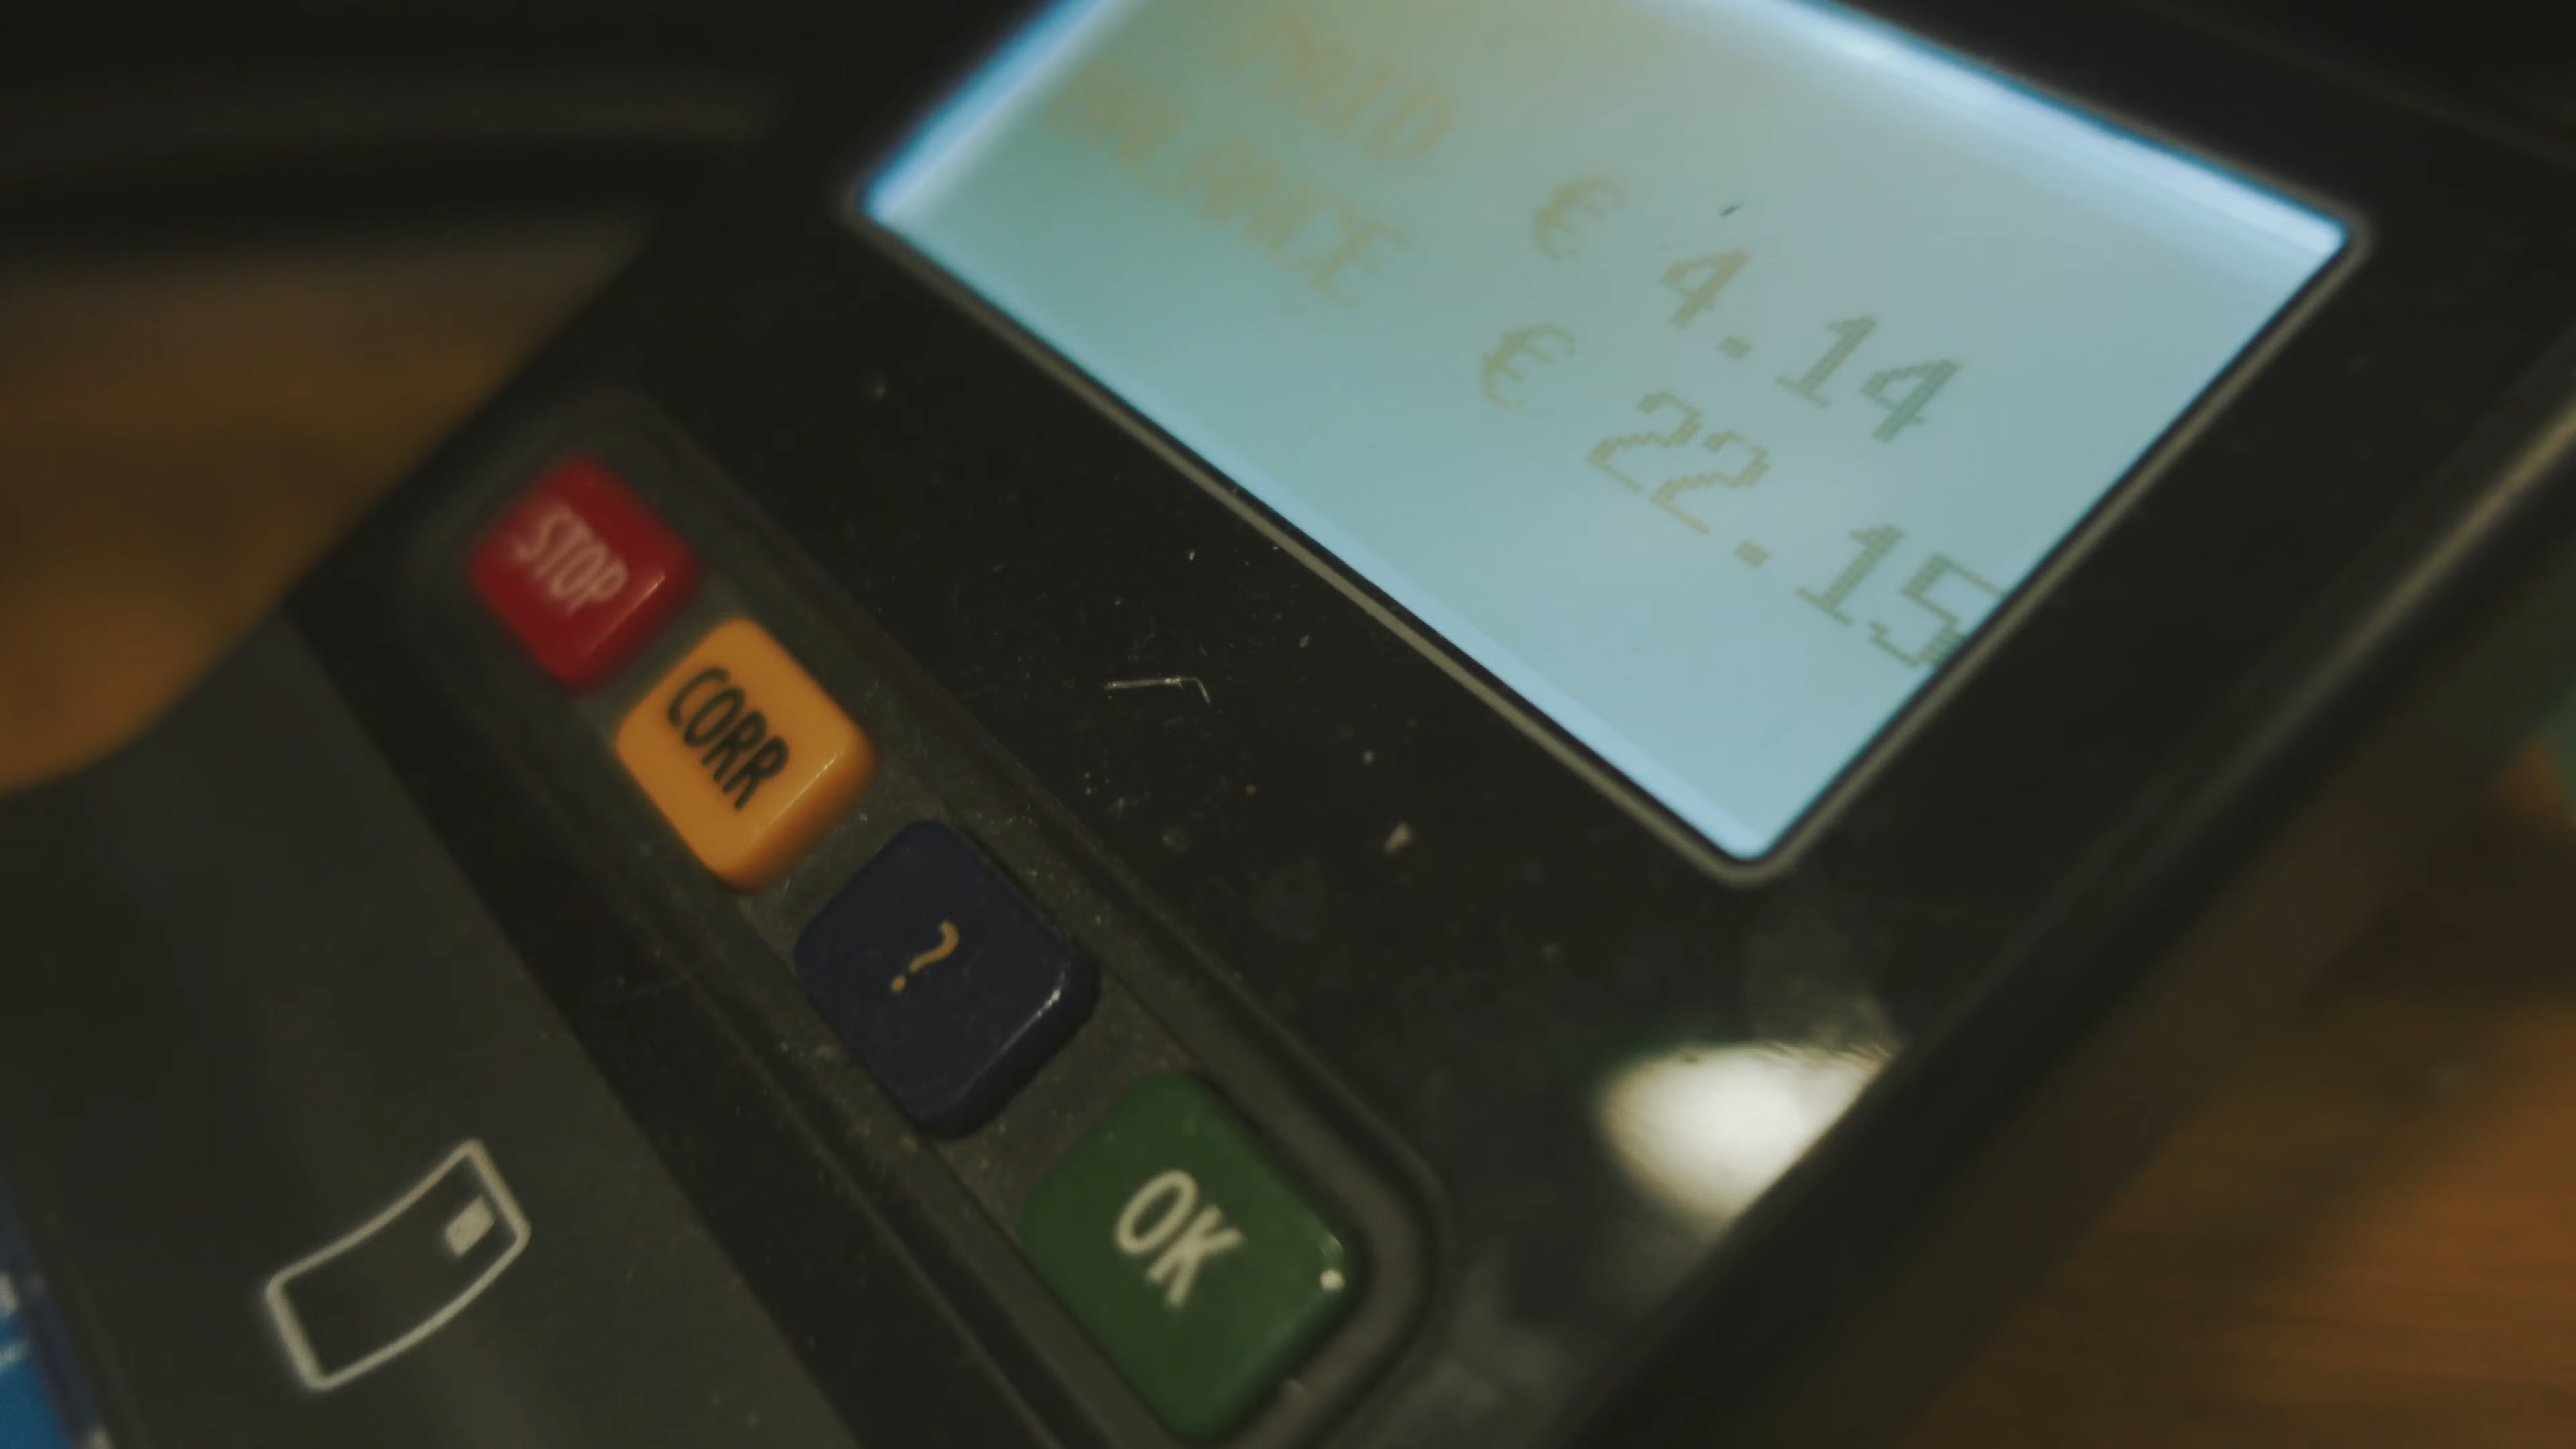 PAID € 4.14
BALANCE € 22.15
STOP
CORR
?
OK